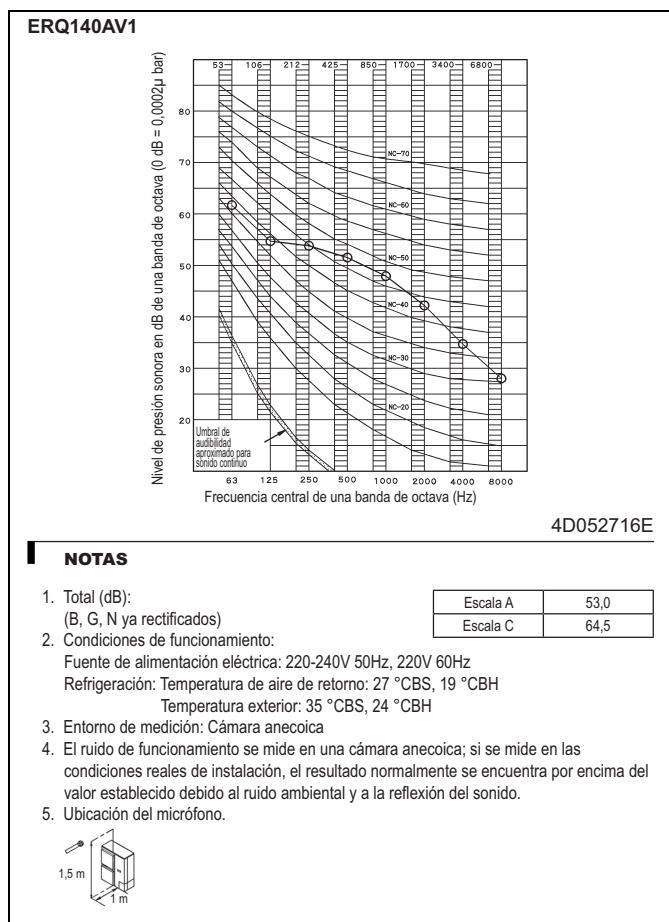 ERQ140AV1
Nivel de presión sonora en dB de una banda de octava (0 dB = 0,0002μ bar)
53 106 212 425 850 1700 3400 6800
80
70
60
50
40
30
20
NC-70
NC-60
NC-50
NC-40
NC-30
NC-20
Umbral de
audibilidad
aproximado para
sonido continuo
63 125 250 500 1000 2000 4000 8000
Frecuencia central de una banda de octava (Hz)
4D052716E
NOTAS
1. Total (dB):
(B, G, N ya rectificados)
Escala A 53,0
Escala C 64,5
2. Condiciones de funcionamiento:
Fuente de alimentación eléctrica: 220-240V 50Hz, 220V 60Hz
Refrigeración: Temperatura de aire de retorno: 27 °CBS, 19 °CBH
Temperatura exterior: 35 °CBS, 24 °CBH
3. Entorno de medición: Cámara anecoica
4. El ruido de funcionamiento se mide en una cámara anecoica; si se mide en las
condiciones reales de instalación, el resultado normalmente se encuentra por encima del
valor establecido debido al ruido ambiental y a la reflexión del sonido.
5. Ubicación del micrófono.
1,5 m
1 m